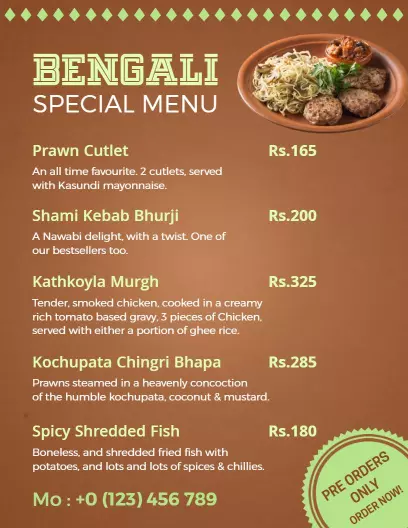 BENGALI
SPECIAL MENU
Prawn Cutlet Rs.165
An all time favourite. 2 cutlets, served
with Kasundi mayonnaise.
Shami Kebab Bhurji Rs.200
A Nawabi delight, with a twist. One of
our bestsellers too.
Kathkoyla Murgh Rs.325
Tender, smoked chicken, cooked in a creamy
rich tomato based gravy, 3 pieces of Chicken,
served with either a portion of ghee rice.
Kochupata Chingri Bhapa Rs.285
Prawns steamed in a heavenly concoction
of the humble kochupata, coconut & mustard.
Spicy Shredded Fish Rs.180
Boneless, and shredded fried fish with
potatoes, and lots and lots of spices & chillies.
Mo : +0 (123) 456 789
PRE ORDERS
ONLY
ORDER NOW!